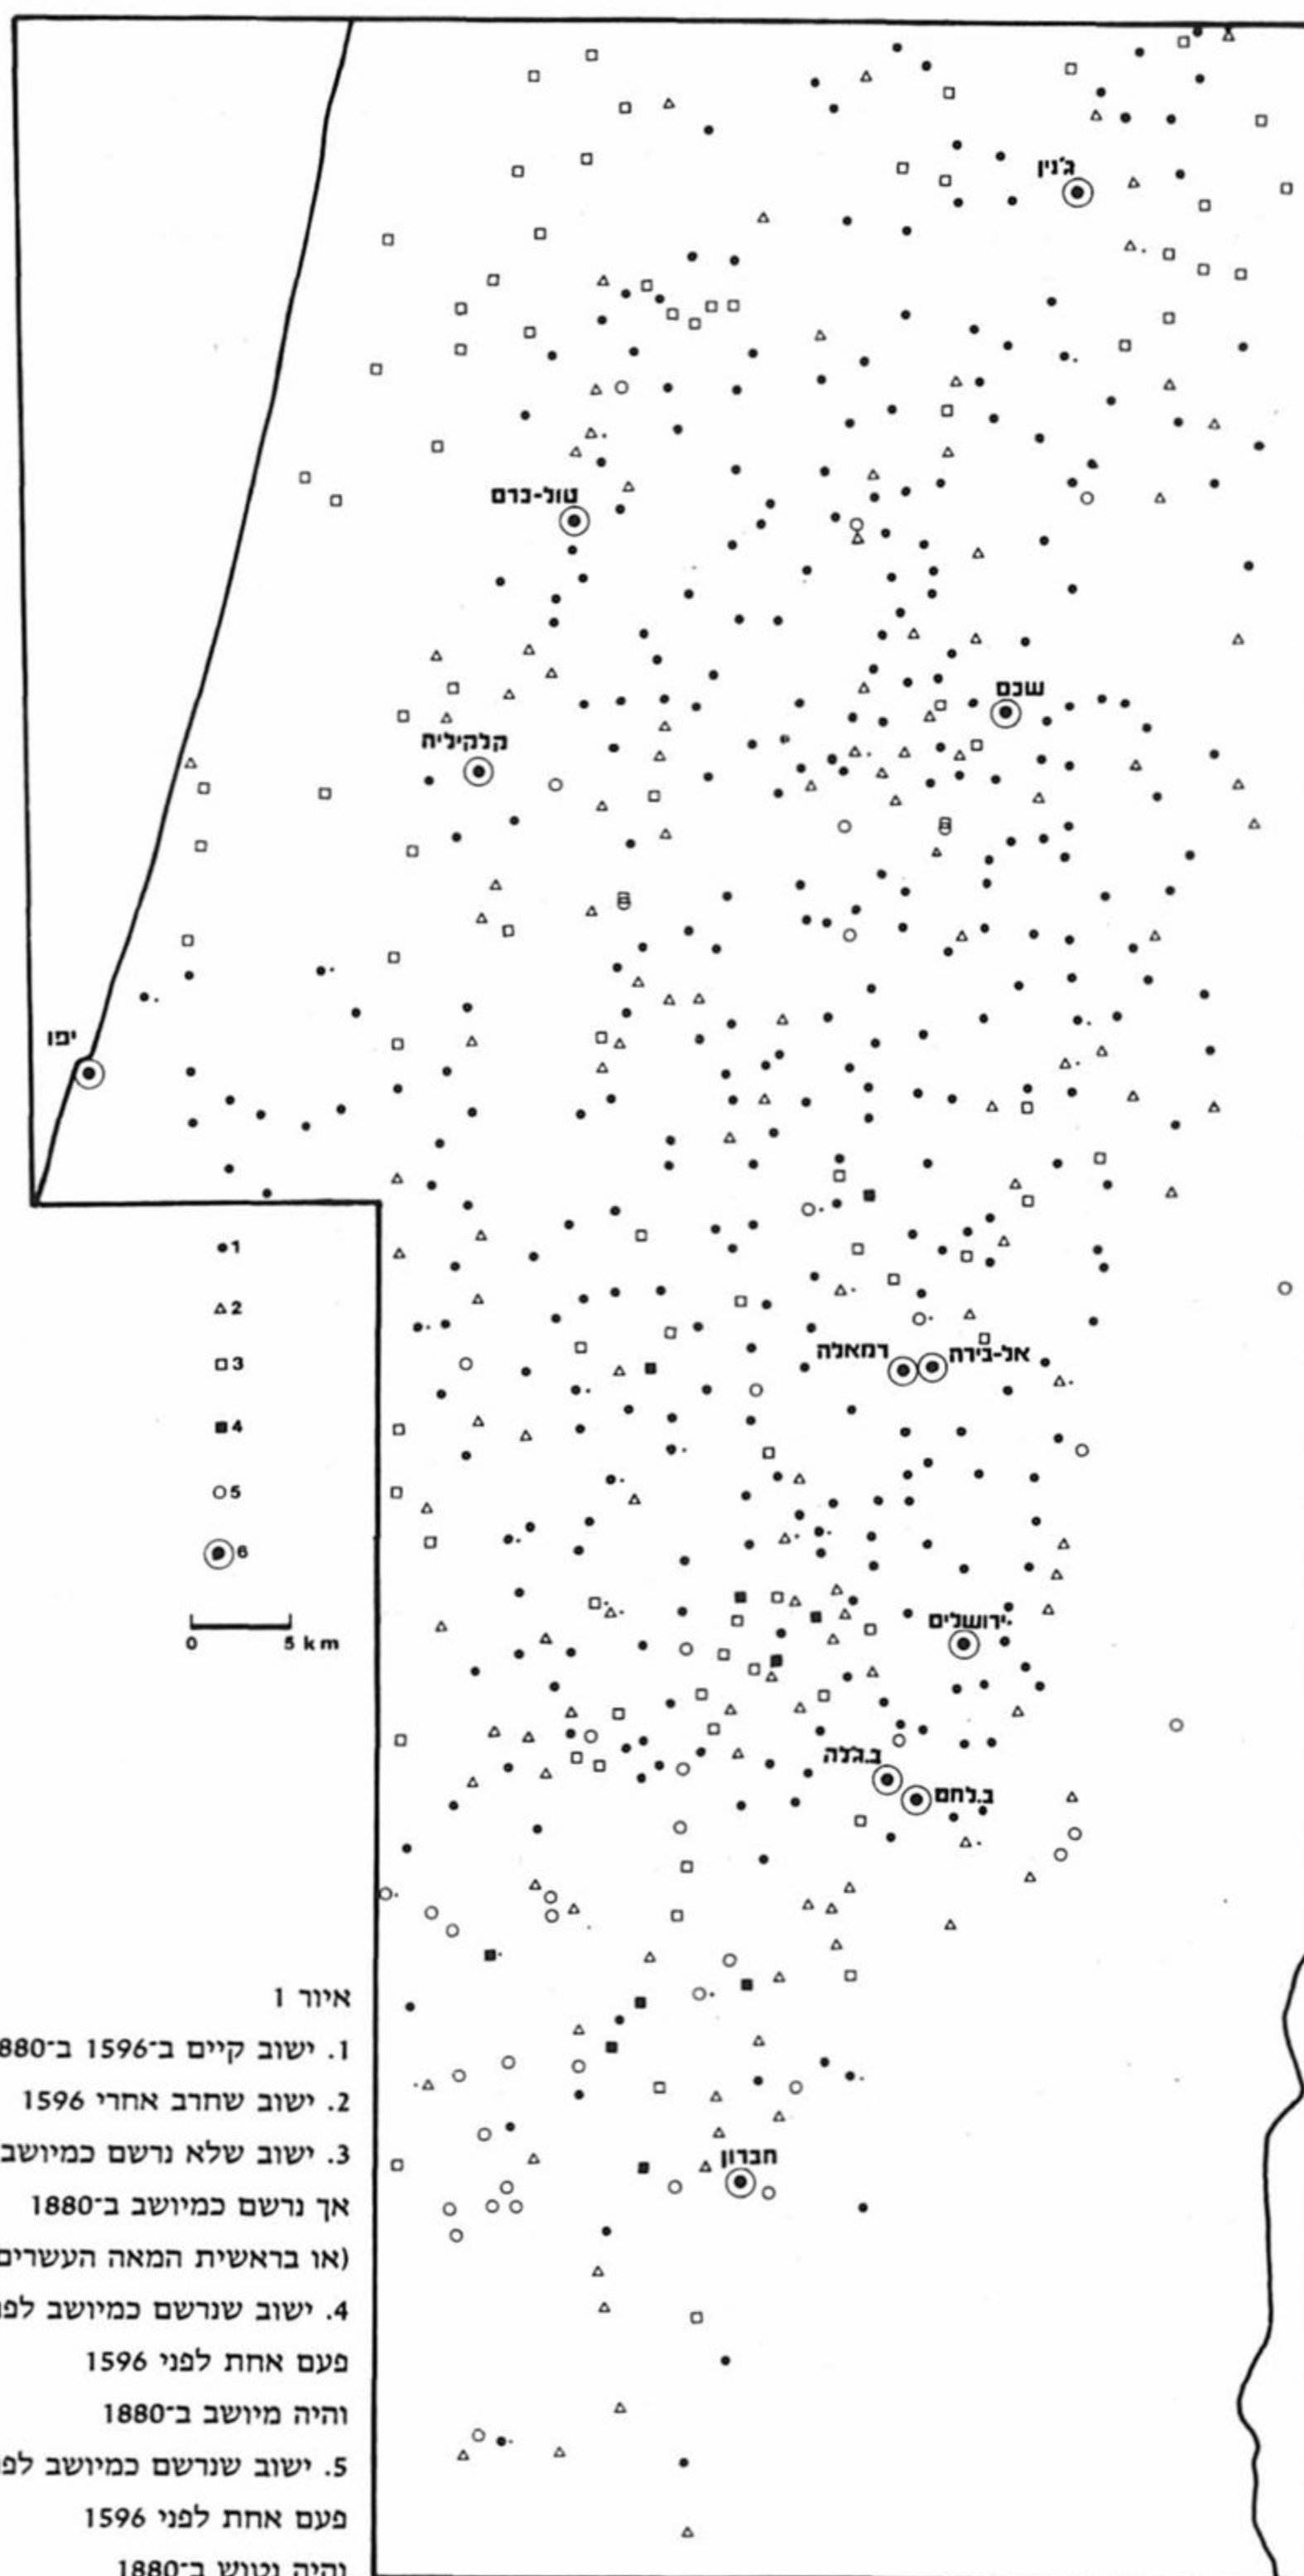 ג'נין
טול-כרם
שכם
קלקיליה
יפו
1
2
3
רמאלה
אל-בירה
4
5
6
0 5 km
ירושלים
ב.ג'לה
ב.לחם
חברון
איור 1
1. ישוב קיים ב־1596 ב־880
2. ישוב שחרב אחרי 1596
3. ישוב שלא נרשם כמיושב
אך נרשם כמיושב ב־1880
(או בראשית המאה העשרים
4. ישוב שנרשם כמיושב לפ
פעם אחת לפני 1596
והיה מיושב ב־1880
5. ישוב שנרשם כמיושב לפ
פעם אחת לפני 1596
והיה נטוש ב־1880